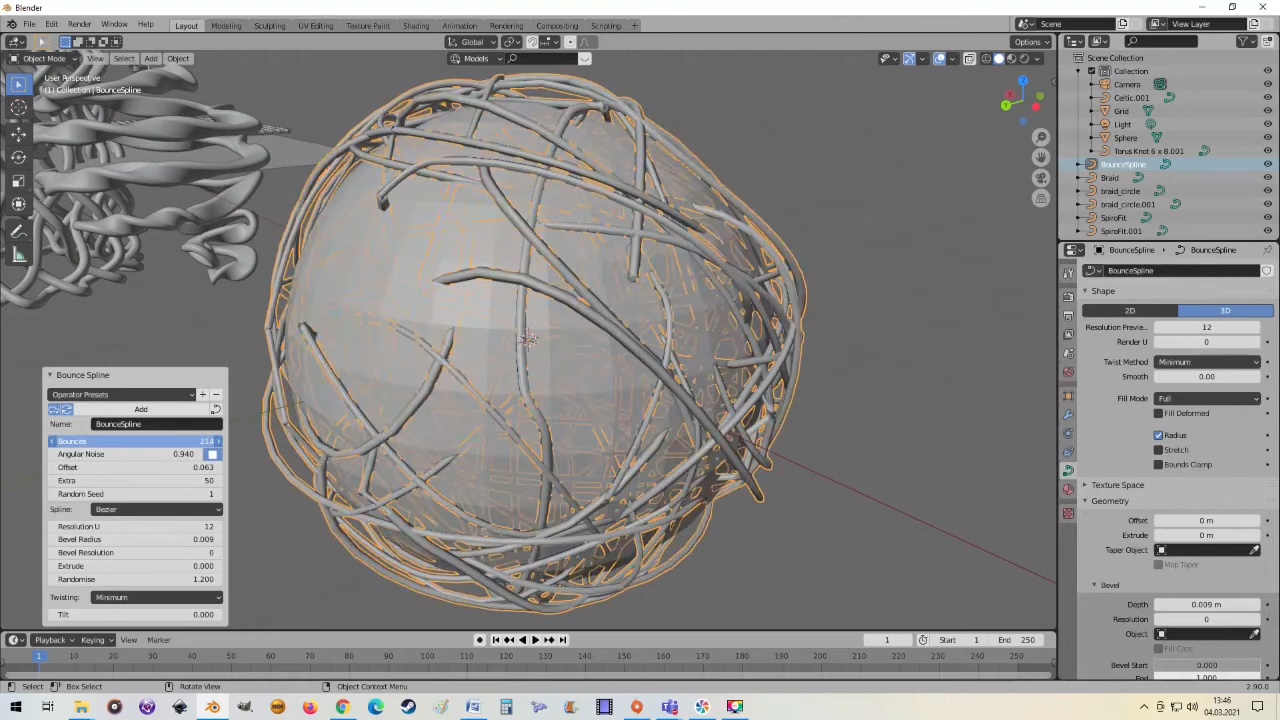 Blender
File Edit Render Window Help Layout Modeling Sculpting UV Editing Texture Paint Shading Animation Rendering Compositing Scripting + Scene View Layer
Global Options
Object Mode View Select Add Object Models
User Perspective
(1) Collection | BounceSpline
Scene Collection
Collection
Camera
Celtic.001
Grid
Light
Sphere
Torus Knot 6 x 8.001
BounceSpline
Braid
braid_circle
braid_circle.001
SpiroFit
SpiroFit.001
BounceSpline BounceSpline
BounceSpline
Shape
2D 3D
Resolution Previe... 12
Render U 0
Twist Method Minimum
Smooth 0.00
Fill Mode Full
Fill Deformed
Radius
Stretch
Bounds Clamp
Texture Space
Geometry
Offset 0 m
Extrude 0 m
Taper Object
Map Taper
Bevel
Depth 0.009 m
Resolution 0
Object
Fill Caps
Bevel Start 0.000
End 1.000
Bounce Spline
Operator Presets
Add
Name: BounceSpline
Bounces 214
Angular Noise 0.940
Offset 0.063
Extra 50
Random Seed 1
Spline: Bezier
Resolution U 12
Bevel Radius 0.009
Bevel Resolution 0
Extrude 0.000
Randomise 1.200
Twisting: Minimum
Tilt 0.000
Playback Keying View Marker 1 Start 1 End 250
1 10 20 30 40 50 60 70 80 90 100 110 120 130 140 150 160 170 180 190 200 210 220 230 240 250
Select Box Select Rotate View Object Context Menu 2.90.0
13:46
04.03.2021